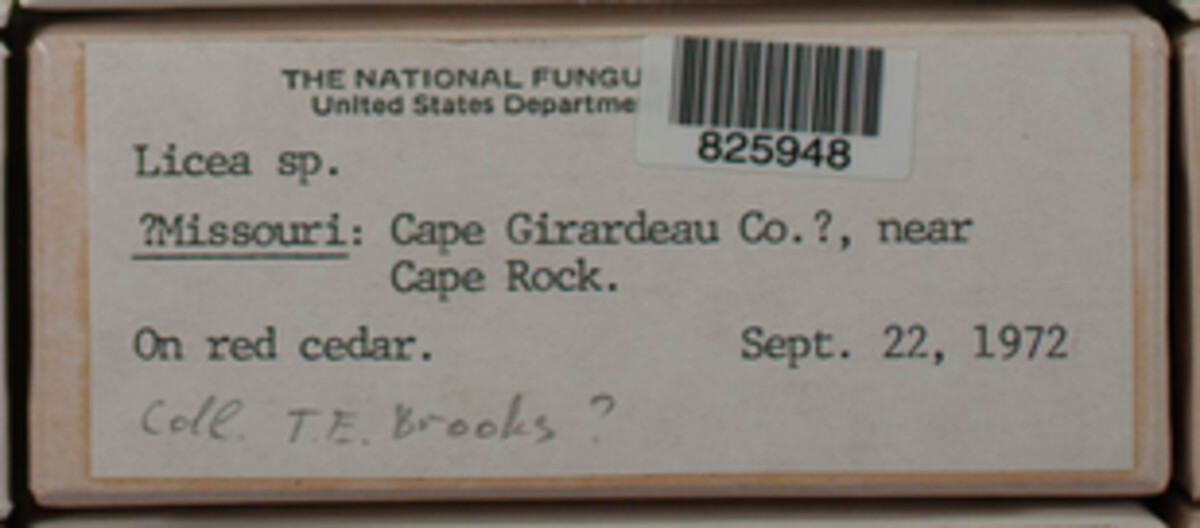 THE NATIONAL FUNGU
United States Departme
825948
Licea sp.
?Missouri: Cape Girardeau Co.?, near
Cape Rock.
On red cedar. Sept. 22, 1972
Coll. T.E. Brooks ?